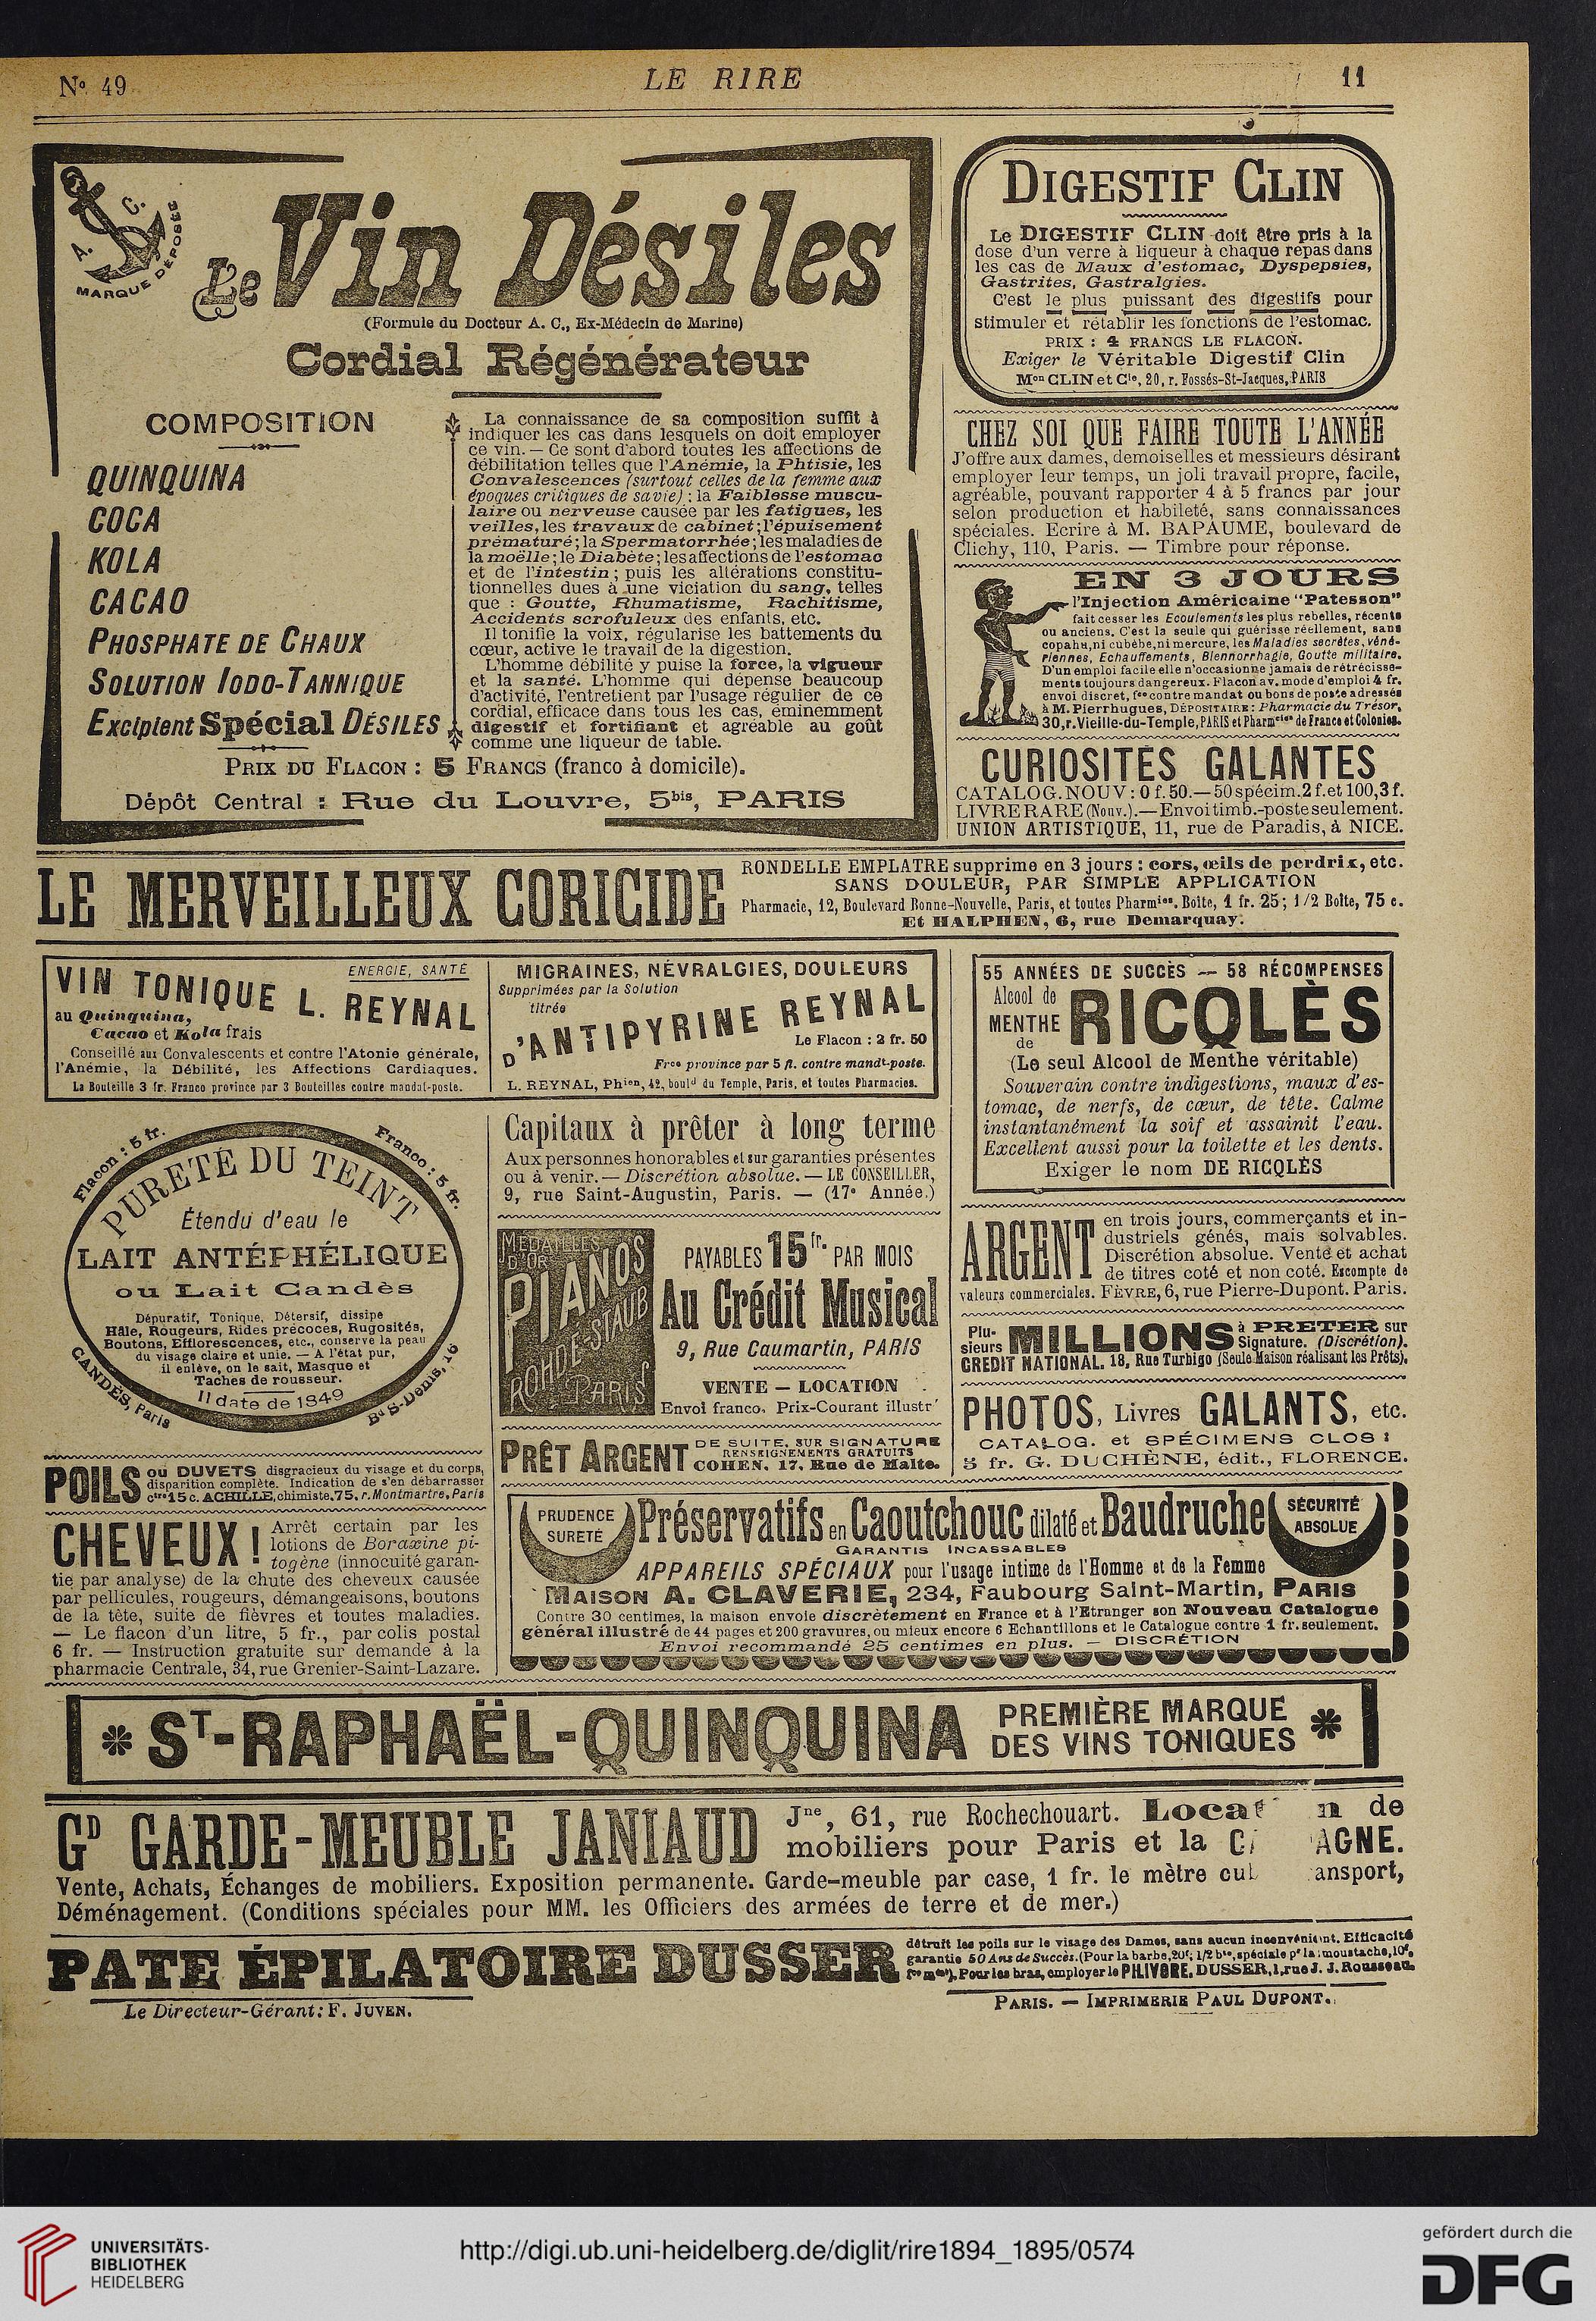 N° 49
LE RIRE
11
A. C.
MARQUE DÉPOSÉE
Le Vin Désiles
(Formule du Docteur A. C., Ex-Médecin de Marine)
Cordial Régénérateur
COMPOSITION
QUINQUINA
COCA
KOLA
CACAO
PHOSPHATE DE CHAUX
SOLUTION IODO-TANNIQUE
Excipient Spécial DÉSILES
La connaissance de sa composition suffit à
indiquer les cas dans lesquels on doit employer
ce vin. — Ce sont d'abord toutes les affections de
débilitation telles que l'Anémie, la Phtisie, les
Convalescences (surtout celles de la femme aux
époques critiques de sa vie) ; la Faiblesse muscu-
laire ou nerveuse causée par les fatigues, les
veilles, les travaux de cabinet ; l'épuisement
prématuré ; la Spermatorrhée ; les maladies de
la moëlle ; le Diabète ; les affections de l'estomac
et de l'intestin ; puis les altérations constitu-
tionnelles dues à une viciation du sang, telles
que : Goutte, Rhumatisme, Rachitisme,
Accidents scrofuleux des enfants, etc.
Il tonifie la voix, régularise les battements du
cœur, active le travail de la digestion.
L'homme débilité y puise la force, la vigueur
et la santé. L'homme qui dépense beaucoup
d'activité, l'entretient par l'usage régulier de ce
cordial, efficace dans tous les cas, éminemment
digestif et fortifiant et agréable au goût
comme une liqueur de table.
PRIX DU FLACON : 5 FRANCS (franco à domicile).
Dépôt Central : Rue du Louvre, 5bis, PARIS
DIGESTIF CLIN
Le DIGESTIF CLIN doit être pris à la
dose d'un verre à liqueur à chaque repas dans
les cas de Maux d'estomac, Dyspepsies,
Gastrites, Gastralgies.
C'est le plus puissant des digestifs pour
stimuler et rétablir les fonctions de l'estomac.
PRIX : 4 FRANCS LE FLACON.
Exiger le Véritable Digestif Clin
Mon CLIN et Cie, 20, r. Fossés-St-Jacques, PARIS
CHEZ SOI QUE FAIRE TOUTE L'ANNÉE
J'offre aux dames, demoiselles et messieurs désirant
employer leur temps, un joli travail propre, facile,
agréable, pouvant rapporter 4 à 5 francs par jour
selon production et habileté, sans connaissances
spéciales. Ecrire à M. BAPAUME, boulevard de
Clichy, 110, Paris. — Timbre pour réponse.
EN 3 JOURS
l'Injection Américaine "Patesson"
fait cesser les Ecoulements les plus rebelles, récents
ou anciens. C'est la seule qui guérisse réellement, sans
copahu, ni cubèbe, ni mercure, les Maladies secrètes, véné-
riennes, Echauffements, Blennorrhagie, Goutte militaire.
D'un emploi facile elle n'occasionne jamais de rétrécisse-
ments toujours dangereux. Flacon av. mode d'emploi 4 fr.
envoi discret, fco contre mandat ou bons de poste adressés
à M. Pierrhugues, DÉPOSITAIRE : Pharmacie du Trésor,
30, r. Vieille-du-Temple, PARIS et Pharmcies de France et Colonies.
CURIOSITÉS GALANTES
CATALOG. NOUV : 0 f. 50. — 50 spécim. 2 f. et 100, 3 f.
LIVRE RARE (Nouv.). — Envoi timb.-poste seulement.
UNION ARTISTIQUE, 11, rue de Paradis, à NICE.
LE MERVEILLEUX CORICIDE
RONDELLE EMPLATRE supprime en 3 jours : cors, œils de perdrix, etc.
SANS DOULEUR, PAR SIMPLE APPLICATION
Pharmacie, 12, Boulevard Bonne-Nouvelle, Paris, et toutes Pharmies. Boîte, 1 fr. 25 ; 1/2 Boîte, 75 c.
Et HALPHEN, 6, rue Demarquay.
ENERGIE, SANTÉ
VIN TONIQUE L. REYNAL
au Quinquina,
Cacao et Kola frais
Conseillé aux Convalescents et contre l'Atonie générale,
l'Anémie, la Débilité, les Affections Cardiaques.
La Bouteille 3 fr. Franco province par 3 Bouteilles contre mandat-poste.
MIGRAINES, NÉVRALGIES, DOULEURS
Supprimées par la Solution
titrée
D'ANTIPYRINE REYNAL
Le Flacon : 2 fr. 50
Frco province par 5 fl. contre mandt-poste.
L. REYNAL, Phien, 42, bould du Temple, Paris, et toutes Pharmacies.
55 ANNÉES DE SUCCÈS — 58 RÉCOMPENSES
Alcool de
MENTHE
de
RICQLÈS
(Le seul Alcool de Menthe véritable)
Souverain contre indigestions, maux d'es-
tomac, de nerfs, de cœur, de tête. Calme
instantanément la soif et assainit l'eau.
Excellent aussi pour la toilette et les dents.
Exiger le nom DE RICQLÈS
Flacon : 5 fr.
Franco : 5 fr.
PURETÉ DU TEINT
Étendu d'eau le
LAIT ANTÉPHÉLIQUE
ou Lait Candès
Dépuratif, Tonique, Détersif, dissipe
Hâle, Rougeurs, Rides précoces, Rugosités,
Boutons, Efflorescences, etc., conserve la peau
du visage claire et unie. — A l'état pur,
il enlève, on le sait, Masque et
Taches de rousseur.
Il date de 1849
CANDÈS, Paris
Bd S-Denis, 16
Capitaux à prêter à long terme
Aux personnes honorables et sur garanties présentes
ou à venir. — Discrétion absolue. — LE CONSEILLER,
9, rue Saint-Augustin, Paris. — (17e Année.)
MÉDAILLES
D'OR
PIANOS
ROHDE-STAUB
PARIS
PAYABLES 15fr. PAR MOIS
Au Crédit Musical
9, Rue Caumartin, PARIS
VENTE — LOCATION
Envoi franco. Prix-Courant illustr
PRÊT ARGENT
DE SUITE, SUR SIGNATURE
RENSEIGNEMENTS GRATUITS
COHEN, 17, Rue de Malte.
ARGENT
en trois jours, commerçants et in-
dustriels gênés, mais solvables.
Discrétion absolue. Vente et achat
de titres coté et non coté. Escompte de
valeurs commerciales. FÈVRE, 6, rue Pierre-Dupont. Paris.
Plu-
sieurs MILLIONS à PRETER sur
Signature. (Discrétion).
CREDIT NATIONAL. 18, Rue Turbigo (Seule Maison réalisant les Prêts).
PHOTOS, Livres GALANTS, etc.
CATALOG. et SPÉCIMENS CLOS :
5 fr. G. DUCHÈNE, édit., FLORENCE.
POILS
ou DUVETS disgracieux du visage et du corps,
disparition complète. Indication de s'en débarrasser
ctre 15 c. ACHILLE, chimiste, 75, r. Montmartre, Paris
CHEVEUX !
Arrêt certain par les
lotions de Boraxine pi-
togène (innocuité garan-
tie par analyse) de la chute des cheveux causée
par pellicules, rougeurs, démangeaisons, boutons
de la tête, suite de fièvres et toutes maladies.
— Le flacon d'un litre, 5 fr., par colis postal
6 fr. — Instruction gratuite sur demande à la
pharmacie Centrale, 34, rue Grenier-Saint-Lazare.
PRUDENCE
SURETÉ
Préservatifs en Caoutchouc dilaté et Baudruche
SÉCURITÉ
ABSOLUE
GARANTIS INCASSABLES
APPAREILS SPÉCIAUX pour l'usage intime de l'Homme et de la Femme
MAISON A. CLAVERIE, 234, Faubourg Saint-Martin, PARIS
Contre 30 centimes, la maison envoie discrètement en France et à l'Etranger son Nouveau Catalogue
général illustré de 44 pages et 200 gravures, ou mieux encore 6 Echantillons et le Catalogue contre 1 fr. seulement.
Envoi recommandé 25 centimes en plus. — DISCRÉTION
ST-RAPHAËL-QUINQUINA
PREMIÈRE MARQUE
DES VINS TONIQUES
GD GARDE-MEUBLE JANIAUD
Jne, 61, rue Rochechouart. Locat n de
mobiliers pour Paris et la C AGNE.
Vente, Achats, Échanges de mobiliers. Exposition permanente. Garde-meuble par case, 1 fr. le mètre cub ansport,
Déménagement. (Conditions spéciales pour MM. les Officiers des armées de terre et de mer.)
PATE ÉPILATOIRE DUSSER
détruit les poils sur le visage des Dames, sans aucun inconvénient. Efficacité
garantie 50 Ans de Succès. (Pour la barbe, 20f; 1/2 bte, spéciale pr la moustache, 10f,
fco mt). Pour les bras, employer le PILIVORE. DUSSER, 1, rue J. J. Rousseau.
Le Directeur-Gérant : F. JUVEN.
PARIS. — IMPRIMERIE PAUL DUPONT.
UNIVERSITÄTS-
BIBLIOTHEK
HEIDELBERG
http://digi.ub.uni-heidelberg.de/diglit/rire1894_1895/0574
gefördert durch die
DFG